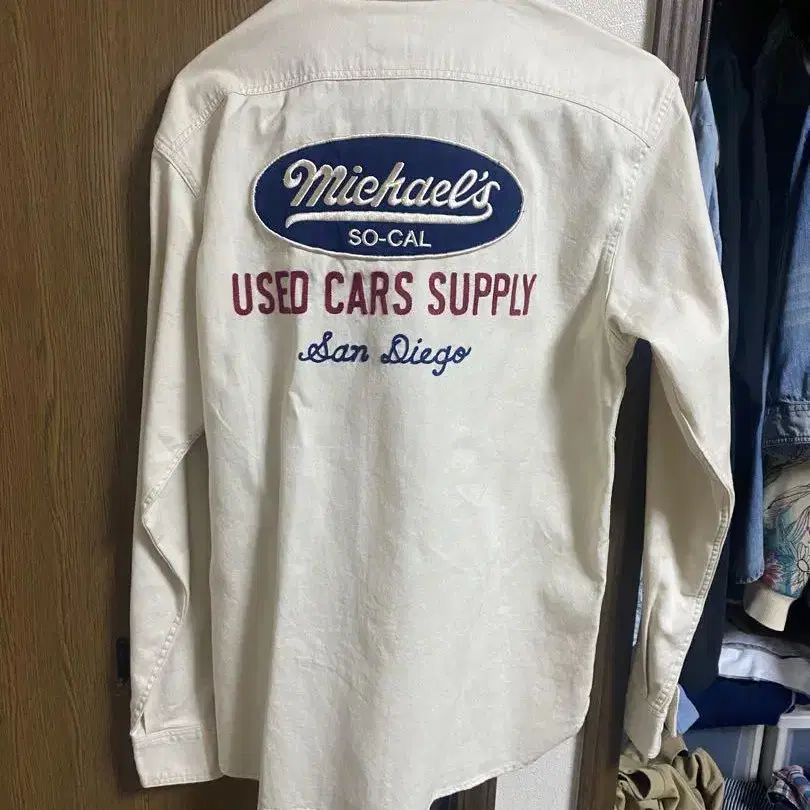 Michael's
SO-CAL
USED CARS SUPPLY
San Diego